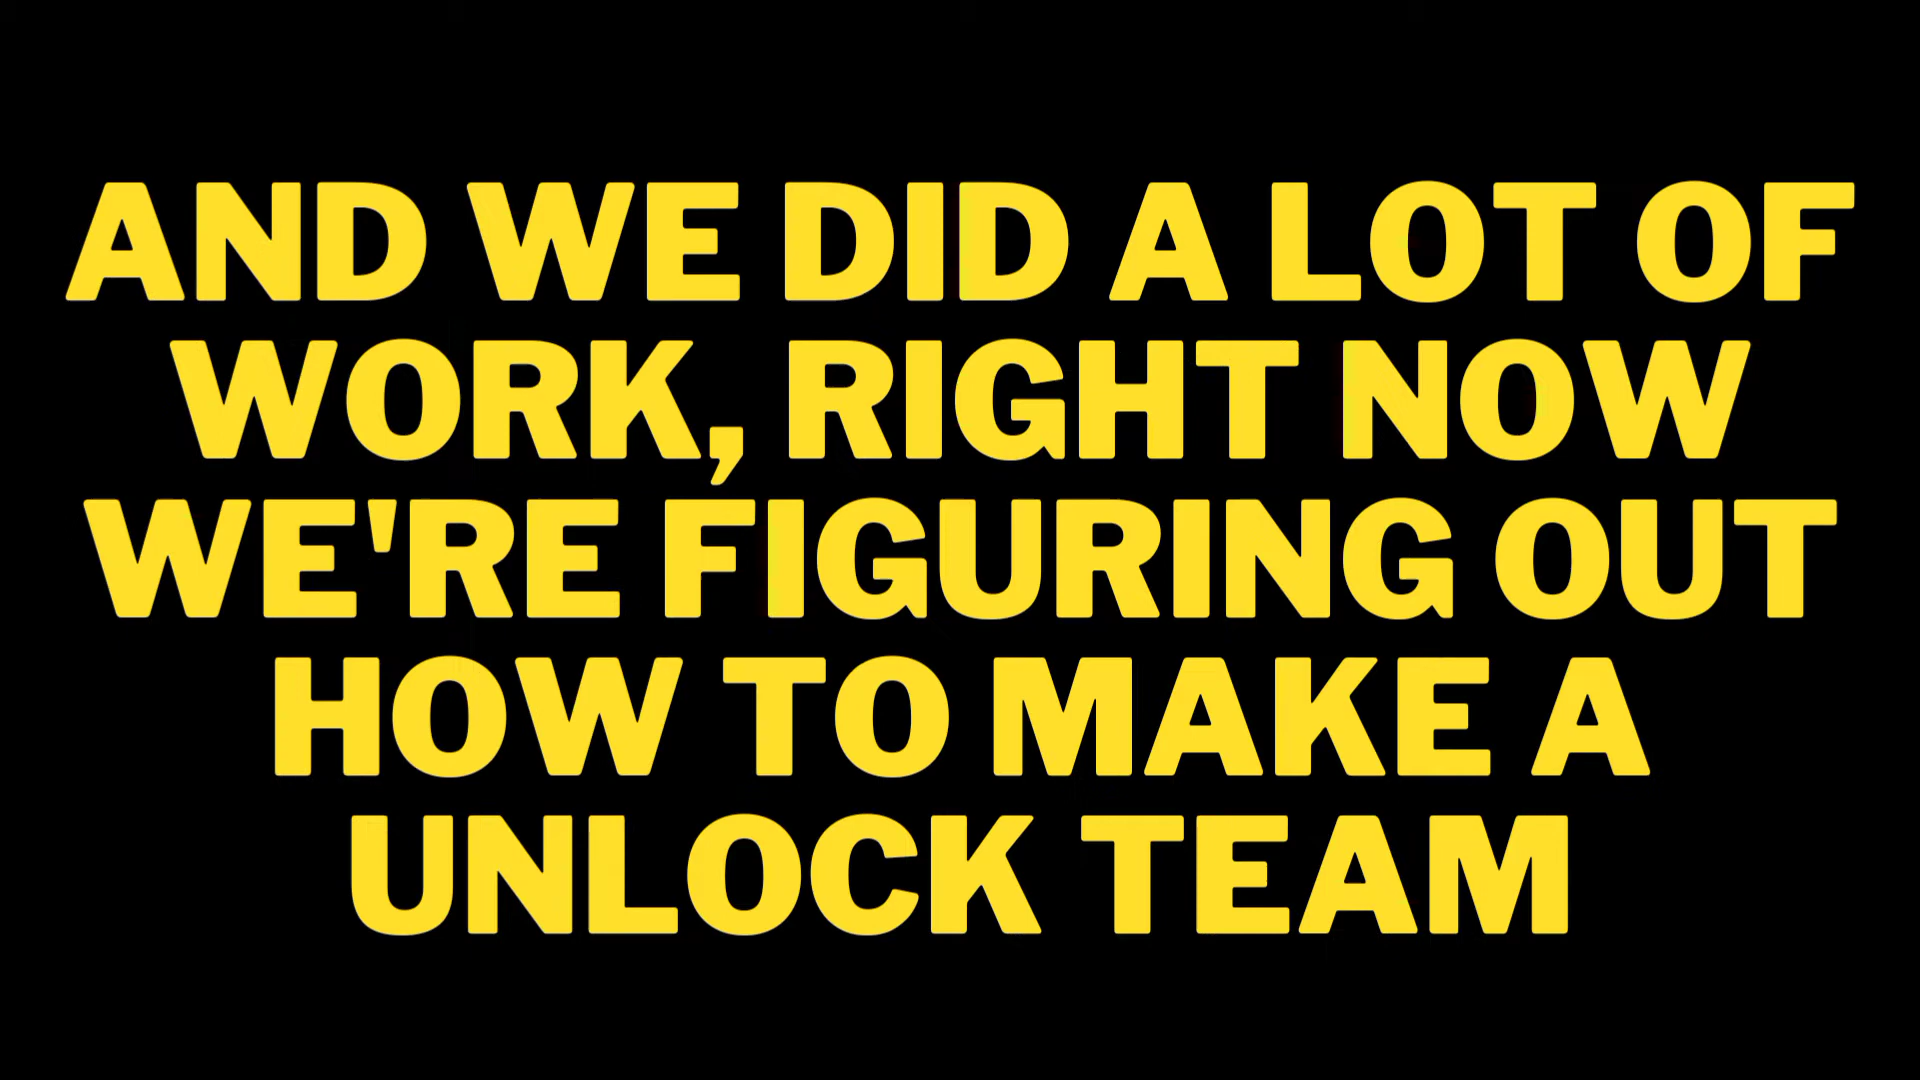 AND WE DID A LOT OF
WORK, RIGHT NOW
WE'RE FIGURING OUT
HOW TO MAKE A
UNLOCK TEAM